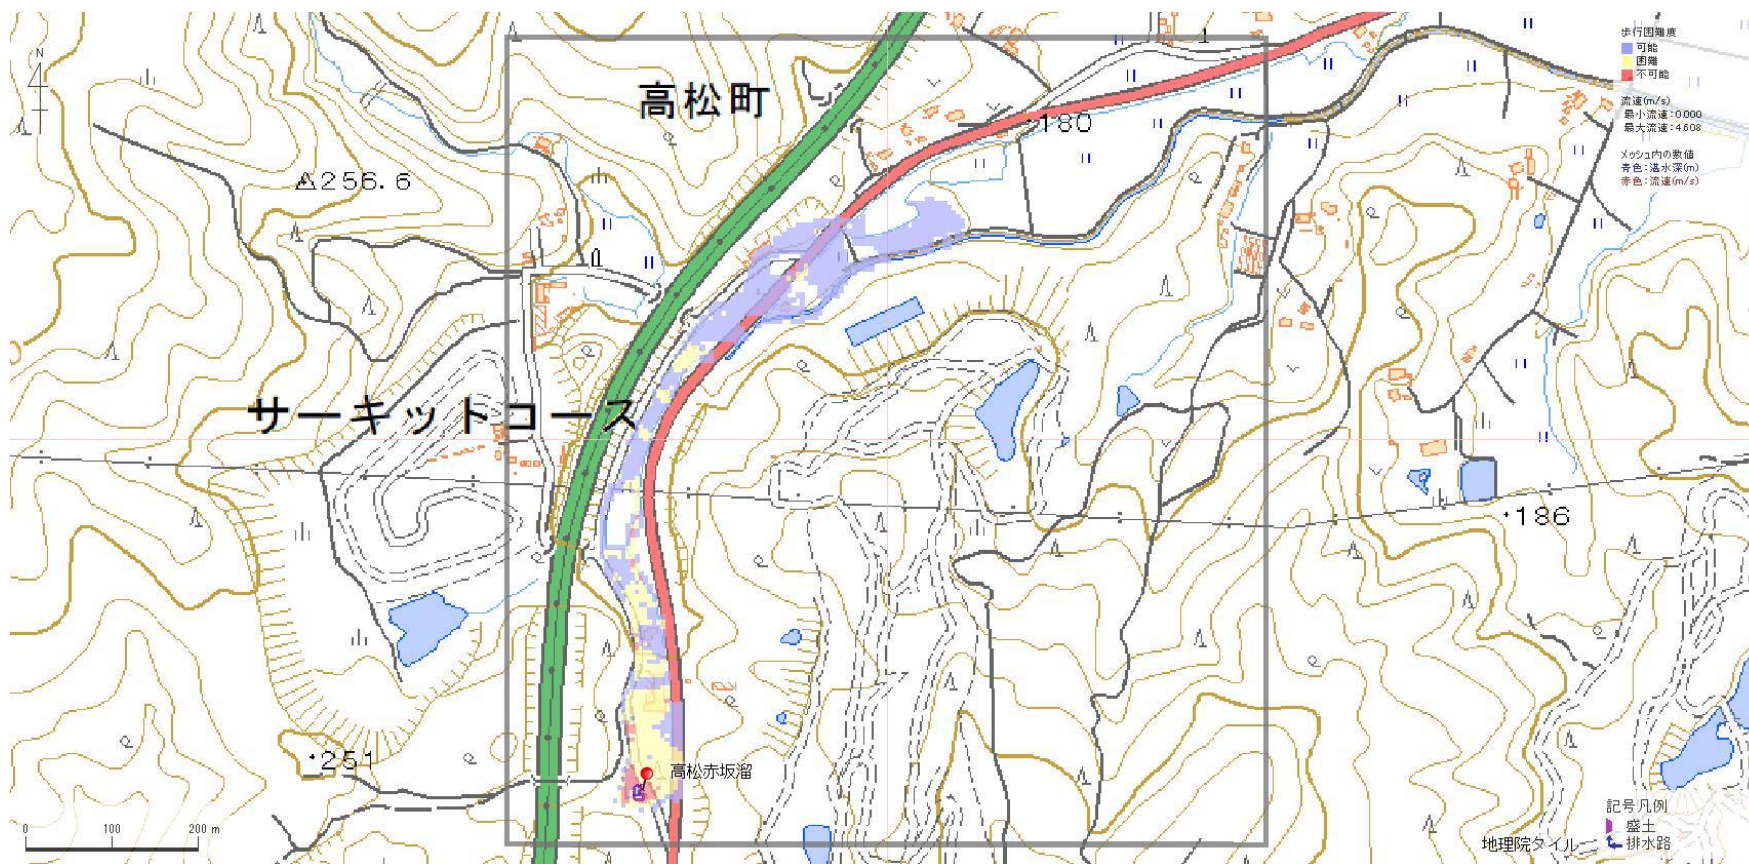 N
高松町
歩行困難度
可能
困難
不可能
流速(m/s)
最小流速:0.000
最大流速:4.608
メッシュ内の数値
青色:湛水深(m)
赤色:流速(m/s)
180
256.6
サーキットコース
186
251
高松赤坂溜
0 100 200 m
記号凡例
盛土
排水路
地理院タイル